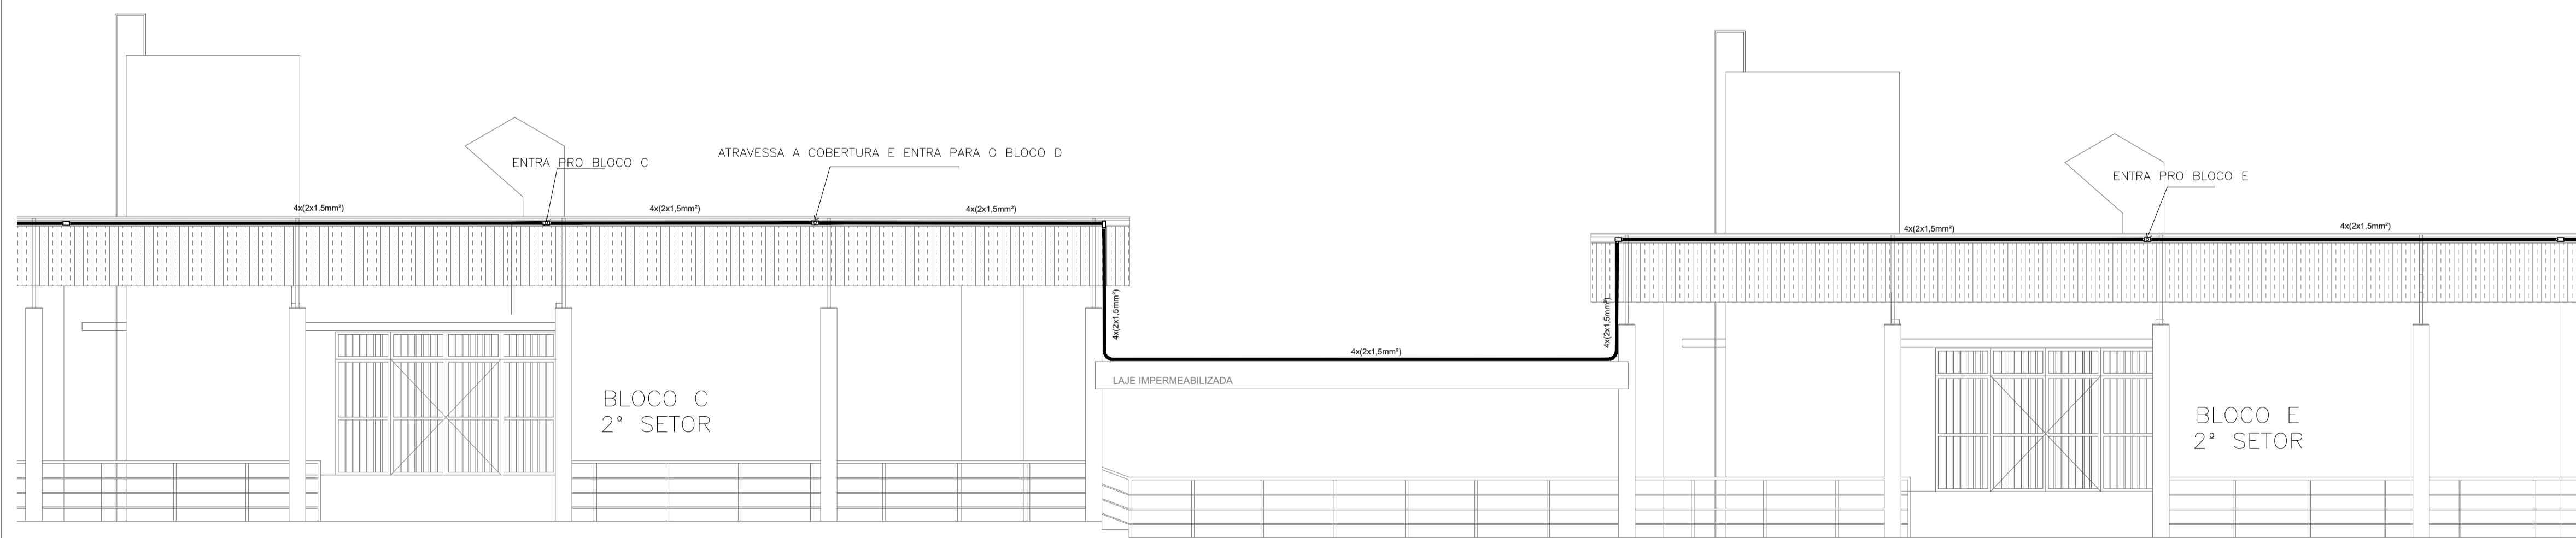 ENTRA PRO BLOCO C
ATRAVESSA A COBERTURA E ENTRA PARA O BLOCO D
ENTRA PRO BLOCO E
4x(2x1,5mm²)
4x(2x1,5mm²)
4x(2x1,5mm²)
4x(2x1,5mm²)
4x(2x1,5mm²)
4x(2x1,5mm²)
4x(2x1,5mm²)
4x(2x1,5mm²)
LAJE IMPERMEABILIZADA
BLOCO C
2º SETOR
BLOCO E
2º SETOR